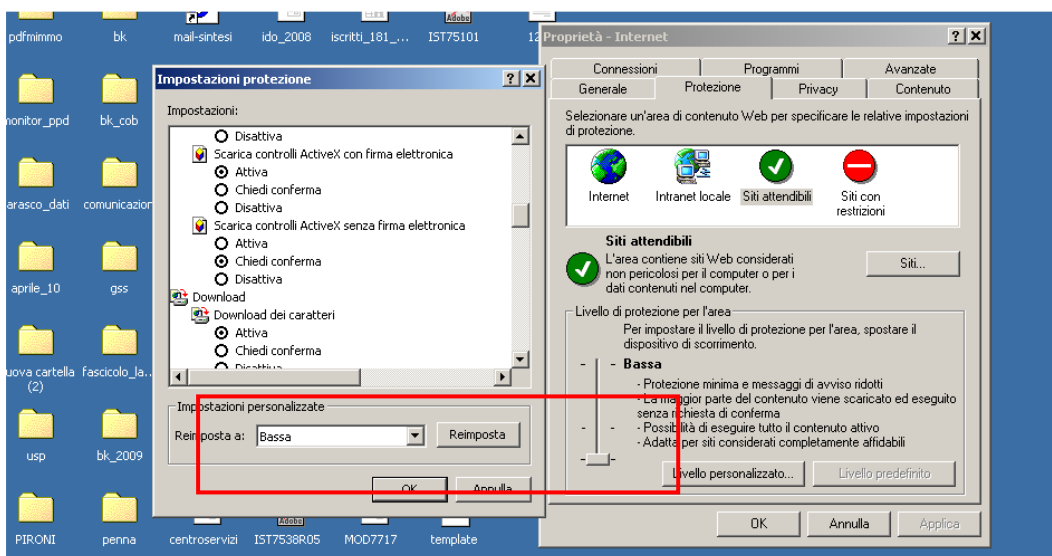 pdfmimmo
bk
mail-sintesi
ido_2008
iscritti_181_...
IST75101
monitor_ppd
bk_cob
arasco_dati
comunicazion
aprile_10
gss
uova cartella
(2)
fascicolo_la...
usp
bk_2009
PIRONI
penna
centroservizi
IST7538R05
MOD7717
template
Adobe
Adobe
Impostazioni protezione
Impostazioni:
Disattiva
Scarica controlli ActiveX con firma elettronica
Attiva
Chiedi conferma
Disattiva
Scarica controlli ActiveX senza firma elettronica
Attiva
Chiedi conferma
Disattiva
Download
Download dei caratteri
Attiva
Chiedi conferma
Disattiva
Impostazioni personalizzate
Reimposta a:
Bassa
Reimposta
OK
Annulla
Proprietà - Internet
Connessioni
Programmi
Avanzate
Generale
Protezione
Privacy
Contenuto
Selezionare un'area di contenuto Web per specificare le relative impostazioni
di protezione.
Internet
Intranet locale
Siti attendibili
Siti con
restrizioni
Siti attendibili
L'area contiene siti Web considerati
non pericolosi per il computer o per i
dati contenuti nel computer.
Siti...
Livello di protezione per l'area
Per impostare il livello di protezione per l'area, spostare il
dispositivo di scorrimento.
Bassa
- Protezione minima e messaggi di avviso ridotti
- La maggior parte del contenuto viene scaricato ed eseguito
senza richiesta di conferma
- Possibilità di eseguire tutto il contenuto attivo
- Adatta per siti considerati completamente affidabili
Livello personalizzato...
Livello predefinito
OK
Annulla
Applica